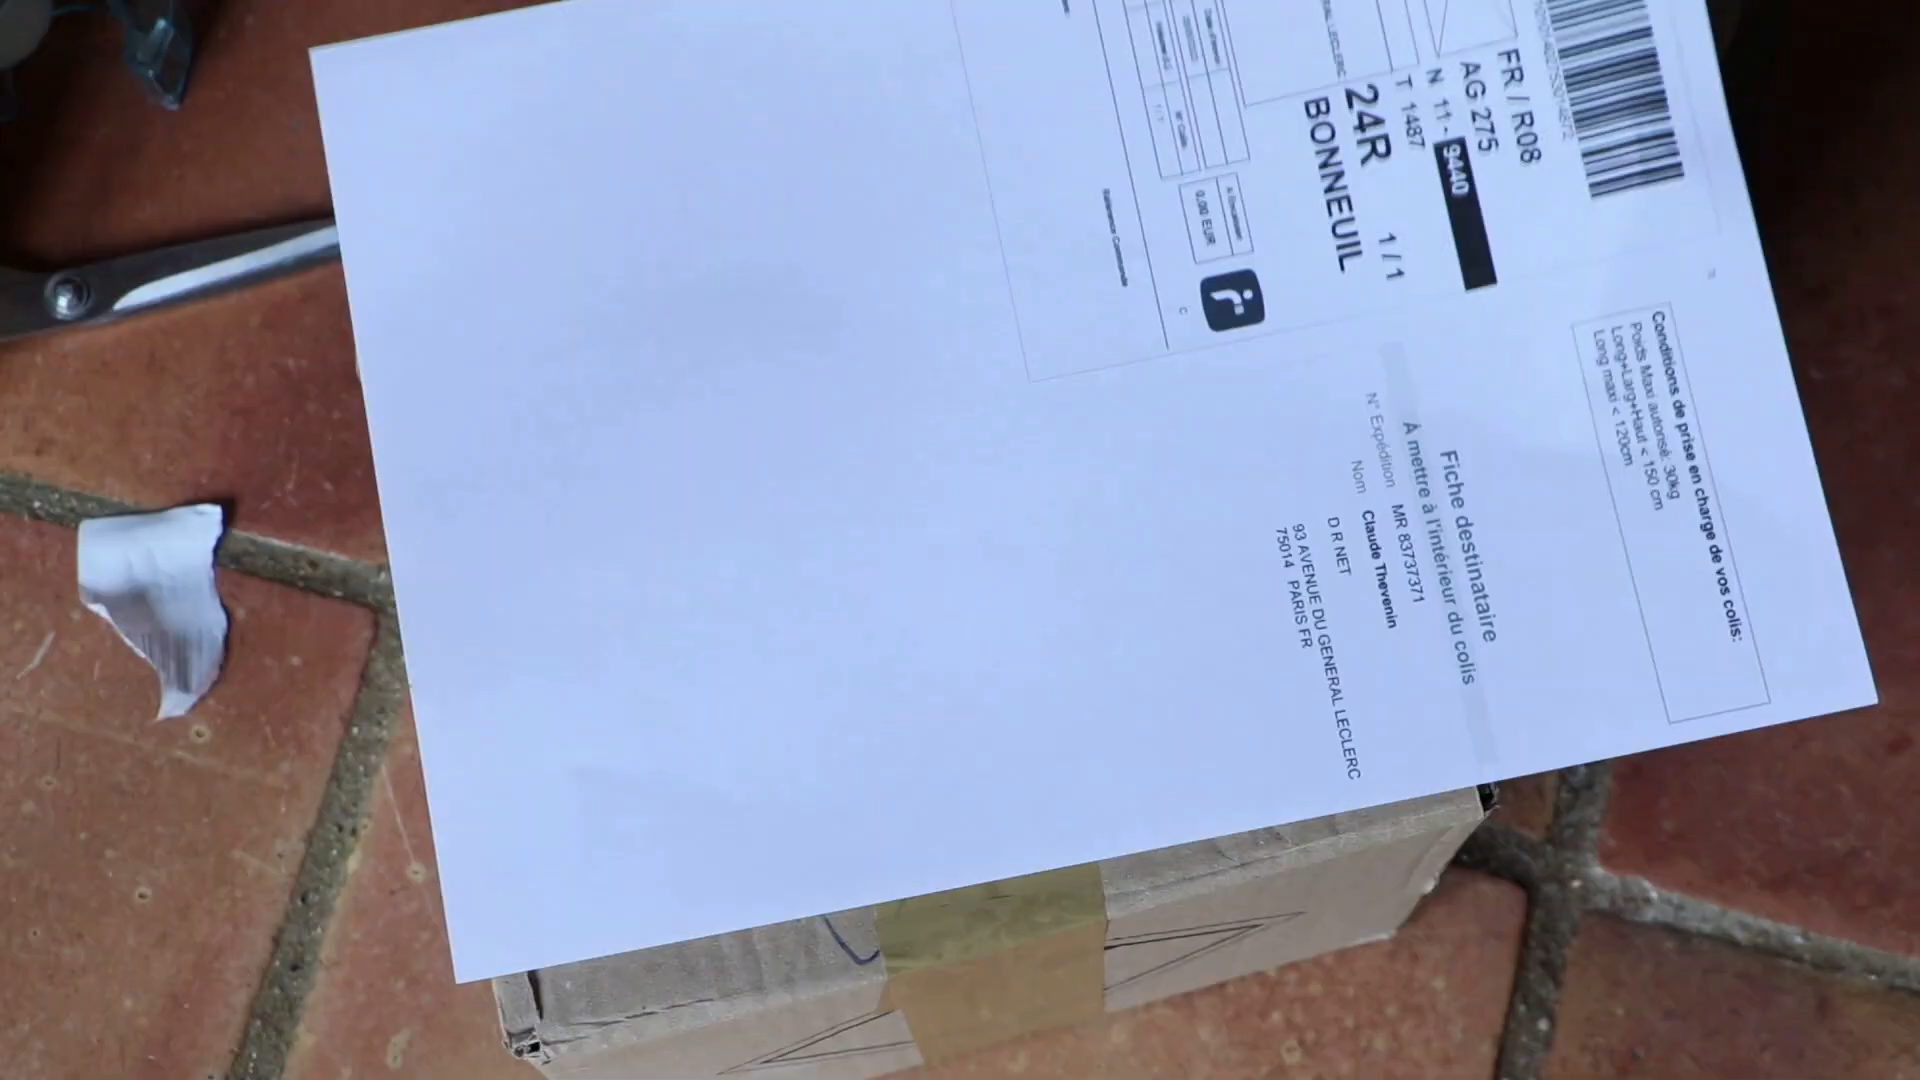 FR / R08
AG 275
N 11 - 9440
T 1487
24R 1 / 1
BONNEUIL
0.00 EUR
Référence Commande
Conditions de prise en charge de vos colis:
Poids Maxi autorisé: 30kg
Long+Larg+Haut < 150 cm
Long maxi < 120cm
Fiche destinataire
À mettre à l'intérieur du colis
N° Expédition MR 83737371
Nom Claude Thevenin
D R NET
93 AVENUE DU GENERAL LECLERC
75014 PARIS FR